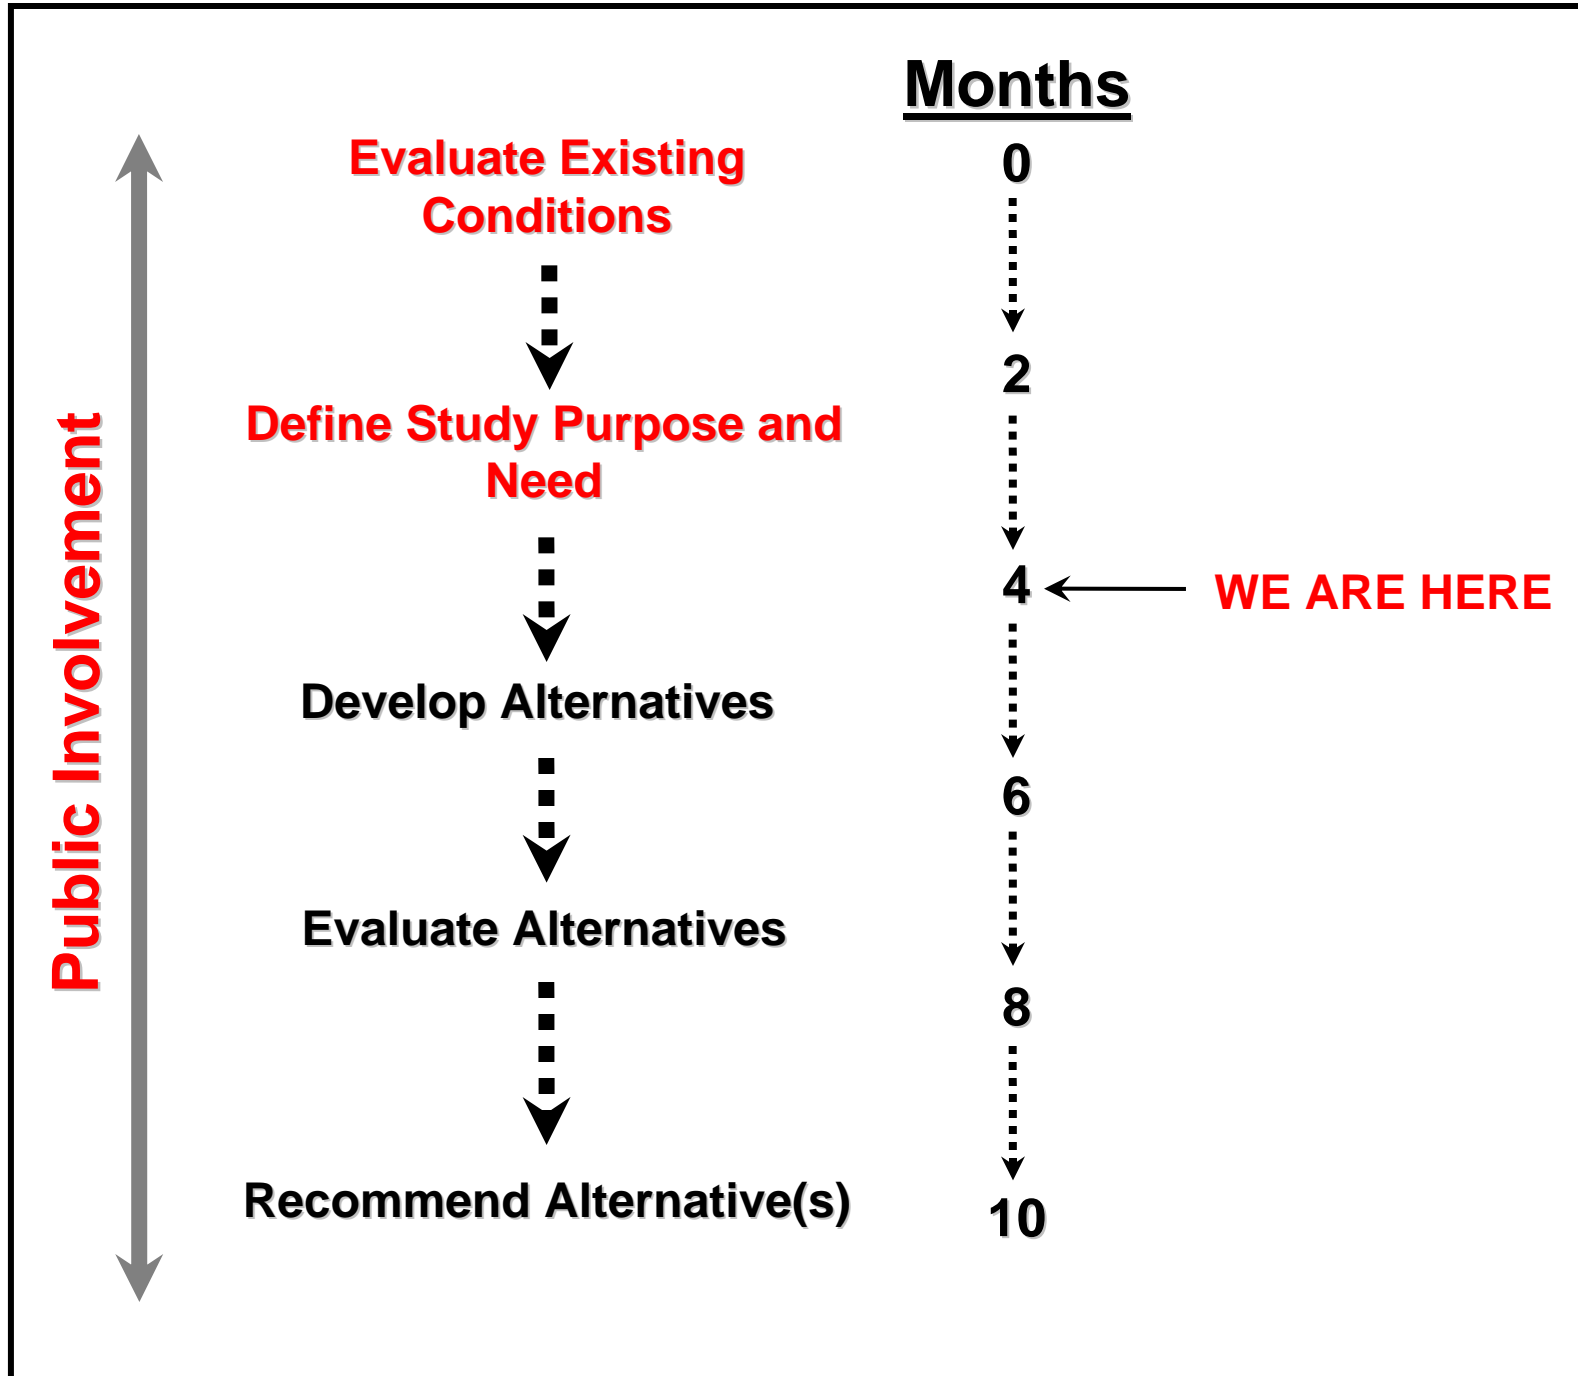 Months
Public Involvement
Evaluate Existing
Conditions
0
2
Define Study Purpose and
Need
4
WE ARE HERE
Develop Alternatives
6
Evaluate Alternatives
8
Recommend Alternative(s)
10